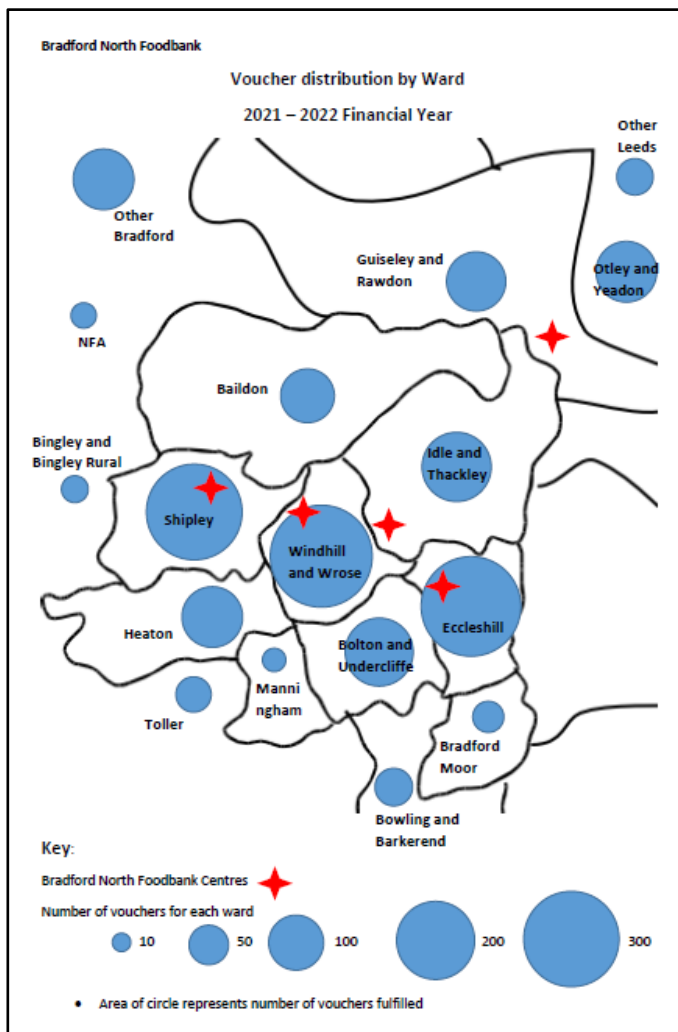 Bradford North Foodbank
Voucher distribution by Ward
2021 – 2022 Financial Year
Other
Leeds
Other
Bradford
Guiseley and
Rawdon
Otley and
Yeadon
NFA
Baildon
Bingley and
Bingley Rural
Idle and
Thackley
Shipley
Windhill
and Wrose
Heaton
Bolton and
Undercliffe
Eccleshill
Manni
ngham
Toller
Bradford
Moor
Bowling and
Barkerend
Key:
Bradford North Foodbank Centres
Number of vouchers for each ward
10 50 100 200 300
• Area of circle represents number of vouchers fulfilled